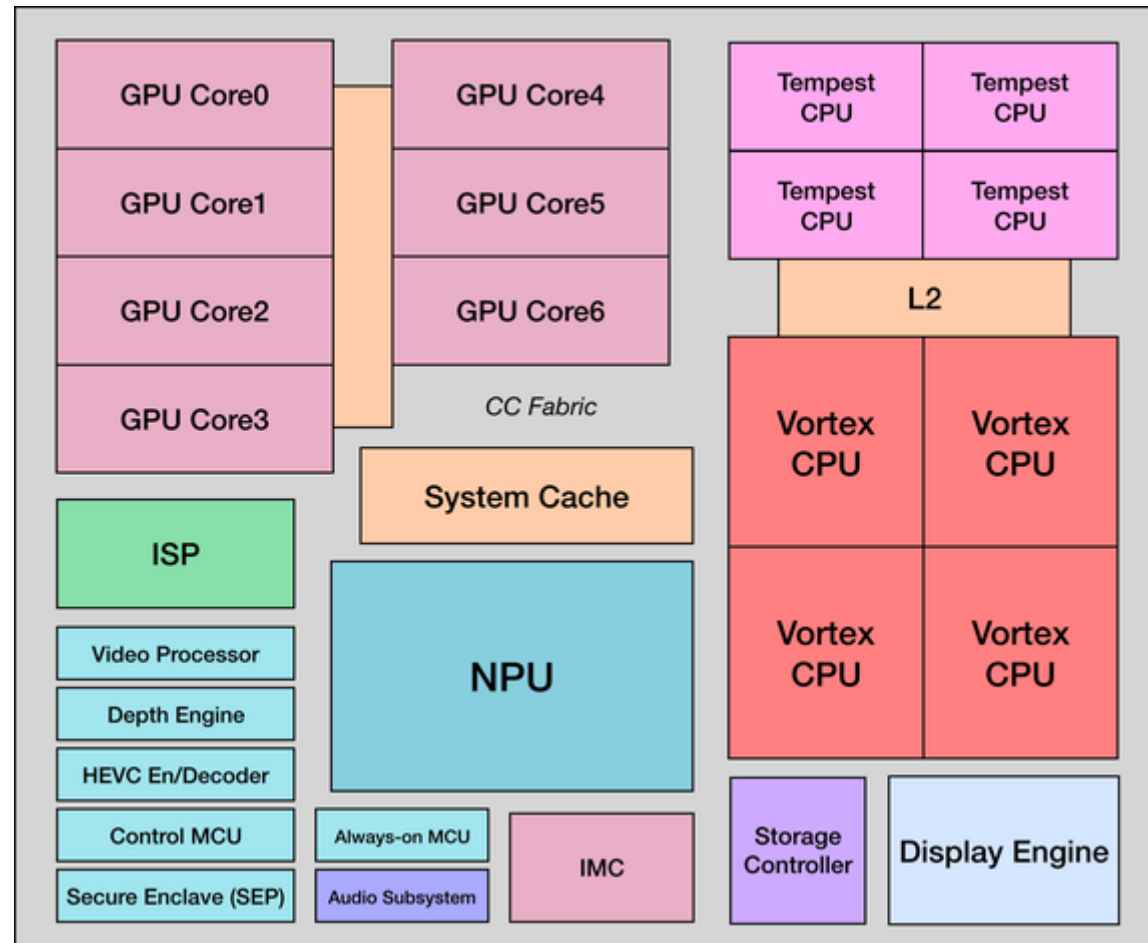 GPU Core0
GPU Core4
GPU Core1
GPU Core5
GPU Core2
GPU Core6
GPU Core3
CC Fabric
System Cache
Tempest
CPU
Tempest
CPU
Tempest
CPU
Tempest
CPU
L2
Vortex
CPU
Vortex
CPU
Vortex
CPU
Vortex
CPU
ISP
NPU
Video Processor
Depth Engine
HEVC En/Decoder
Control MCU
Secure Enclave (SEP)
Always-on MCU
Audio Subsystem
IMC
Storage
Controller
Display Engine